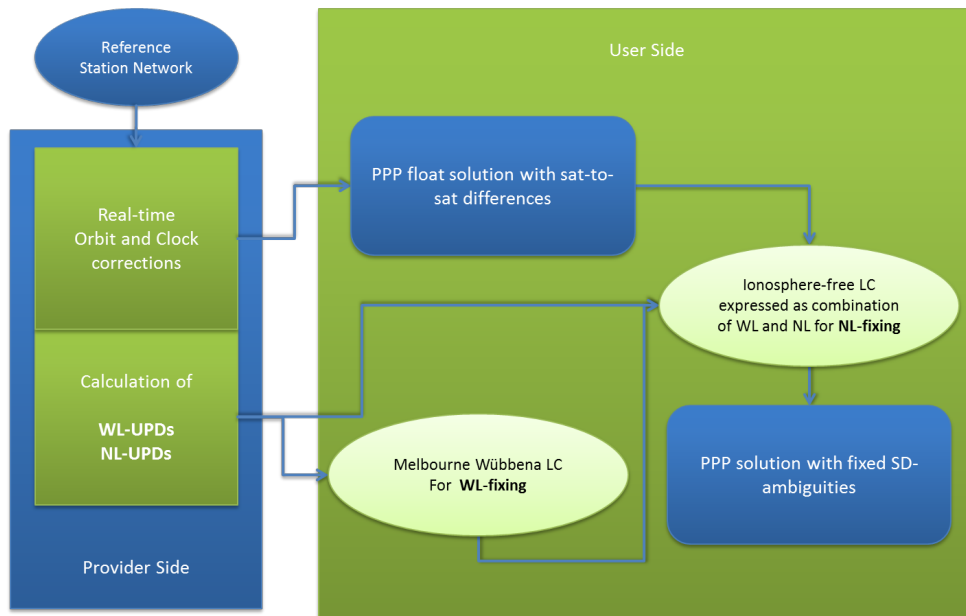 Reference
Station Network
User Side
PPP float solution with sat-to-
sat differences
Real-time
Orbit and Clock
corrections
Ionosphere-free LC
expressed as combination
of WL and NL for NL-fixing
Calculation of
WL-UPDs
NL-UPDs
Melbourne Wübbena LC
For WL-fixing
PPP solution with fixed SD-
ambiguities
Provider Side